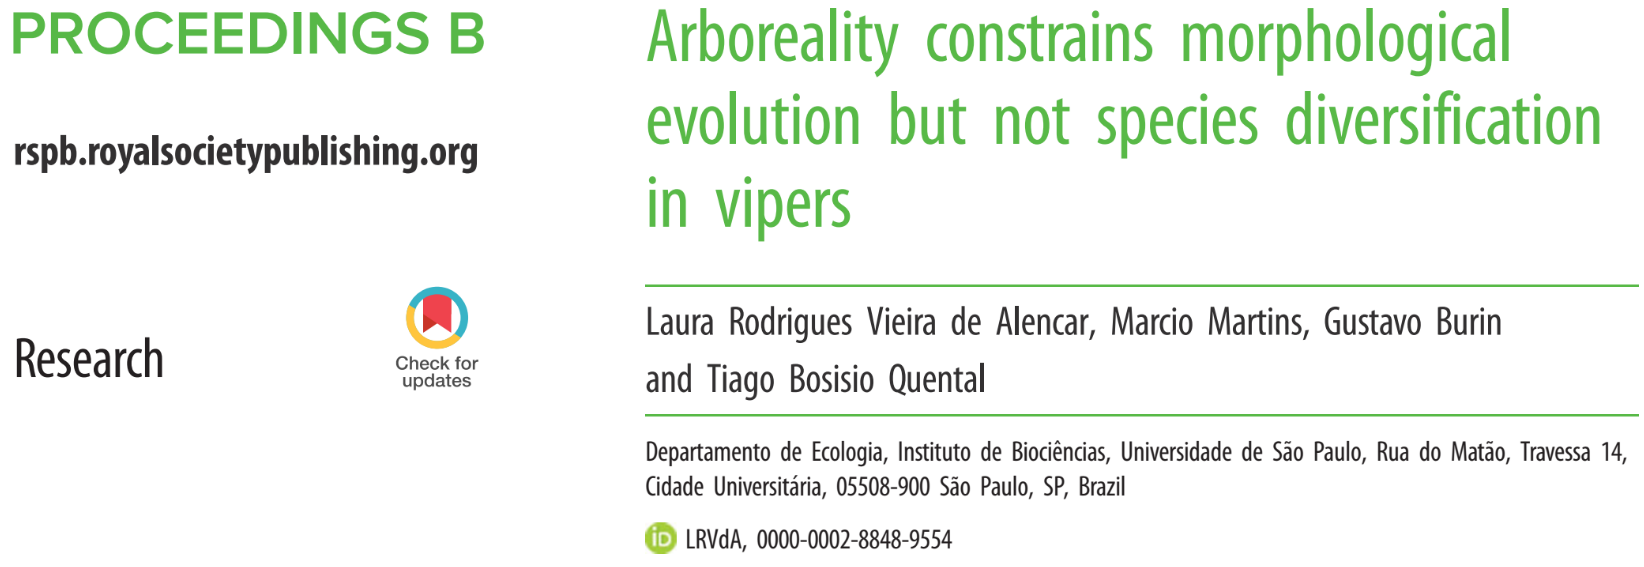 PROCEEDINGS B
rspb.royalsocietypublishing.org
Research
Check for
updates
Arboreality constrains morphological
evolution but not species diversification
in vipers
Laura Rodrigues Vieira de Alencar, Marcio Martins, Gustavo Burin
and Tiago Bosisio Quental
Departamento de Ecologia, Instituto de Biociências, Universidade de São Paulo, Rua do Matão, Travessa 14,
Cidade Universitária, 05508-900 São Paulo, SP, Brazil
iD LRVdA, 0000-0002-8848-9554